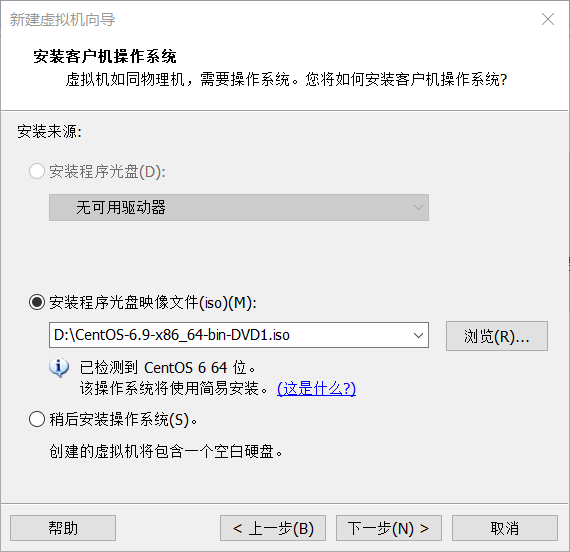 新建虚拟机向导
安装客户机操作系统
虚拟机如同物理机，需要操作系统。您将如何安装客户机操作系统?
安装来源:
安装程序光盘(D):
无可用驱动器
安装程序光盘映像文件(iso)(M):
D:\CentOS-6.9-x86_64-bin-DVD1.iso
浏览(R)...
已检测到 CentOS 6 64 位。
该操作系统将使用简易安装。 (这是什么?)
稍后安装操作系统(S)。
创建的虚拟机将包含一个空白硬盘。
帮助
< 上一步(B)
下一步(N) >
取消